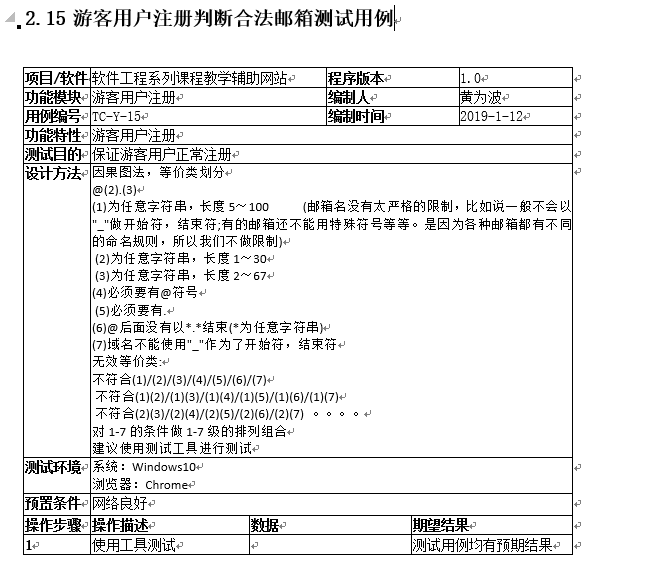 2.15 游客用户注册判断合法邮箱测试用例
项目/软件 软件工程系列课程教学辅助网站 程序版本 1.0
功能模块 游客用户注册 编制人 黄为波
用例编号 TC-Y-15 编制时间 2019-1-12
功能特性 游客用户注册
测试目的 保证游客用户正常注册
设计方法 因果图法，等价类划分
@(2).(3)
(1)为任意字符串，长度 5～100 (邮箱名没有太严格的限制，比如说一般不会以
"_"做开始符，结束符;有的邮箱还不能用特殊符号等等。是因为各种邮箱都有不同
的命名规则，所以我们不做限制)
(2)为任意字符串，长度 1～30
(3)为任意字符串，长度 2～67
(4)必须要有@符号
(5)必须要有.
(6)@后面没有以*.*结束(*为任意字符串)
(7)域名不能使用"_"作为了开始符，结束符
无效等价类:
不符合(1)/(2)/(3)/(4)/(5)/(6)/(7)
不符合(1)(2)/(1)(3)/(1)(4)/(1)(5)/(1)(6)/(1)(7)
不符合(2)(3)/(2)(4)/(2)(5)/(2)(6)/(2)(7) 。。。。
对 1-7 的条件做 1-7 级的排列组合
建议使用测试工具进行测试
测试环境 系统：Windows10
浏览器：Chrome
预置条件 网络良好
操作步骤 操作描述 数据 期望结果
1 使用工具测试 测试用例均有预期结果